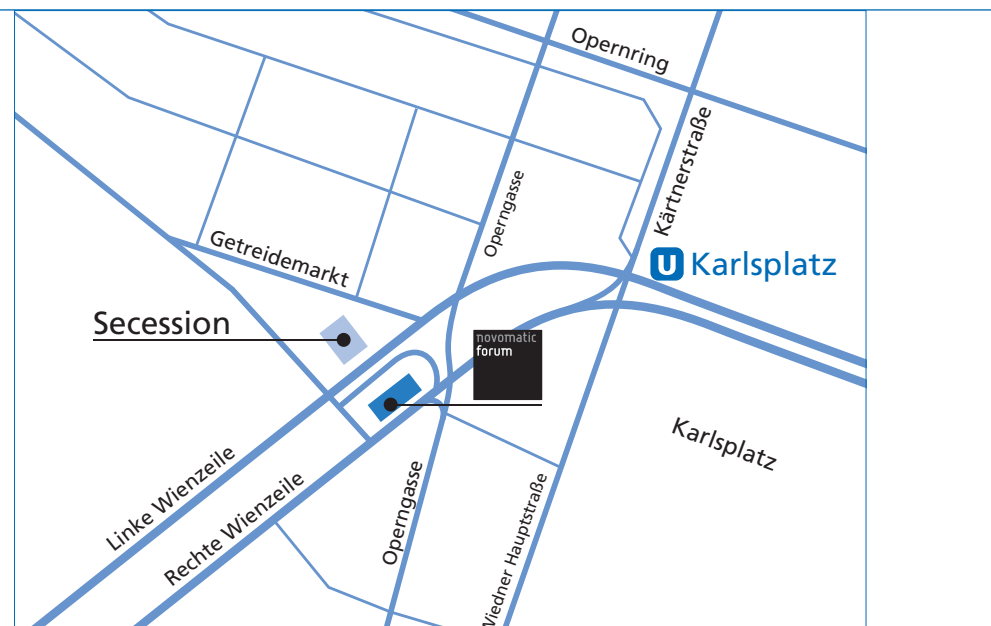 Opernring
Kärtnerstraße
Operngasse
Getreidemarkt
U Karlsplatz
Secession
novomatic
forum
Karlsplatz
Linke Wienzeile
Rechte Wienzeile
Operngasse
Wiedner Hauptstraße